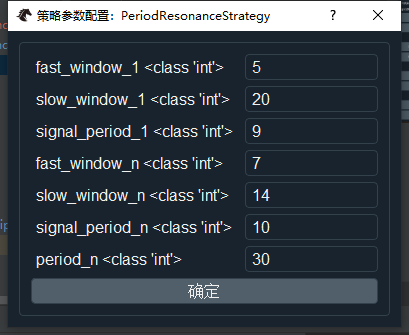 策略参数配置：PeriodResonanceStrategy
fast_window_1 <class 'int'> 5
slow_window_1 <class 'int'> 20
signal_period_1 <class 'int'> 9
fast_window_n <class 'int'> 7
slow_window_n <class 'int'> 14
signal_period_n <class 'int'> 10
period_n <class 'int'> 30
确定